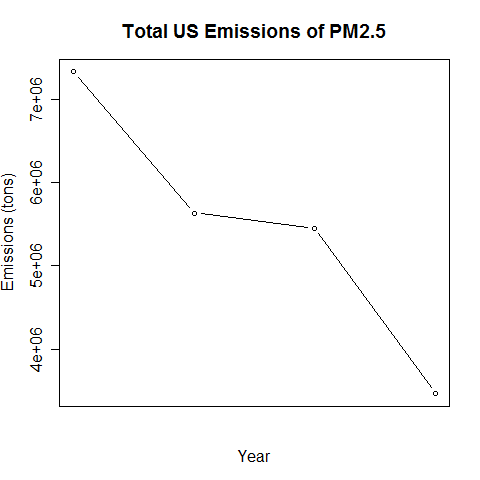 Total US Emissions of PM2.5
Emissions (tons)
7e+06
6e+06
5e+06
4e+06
Year